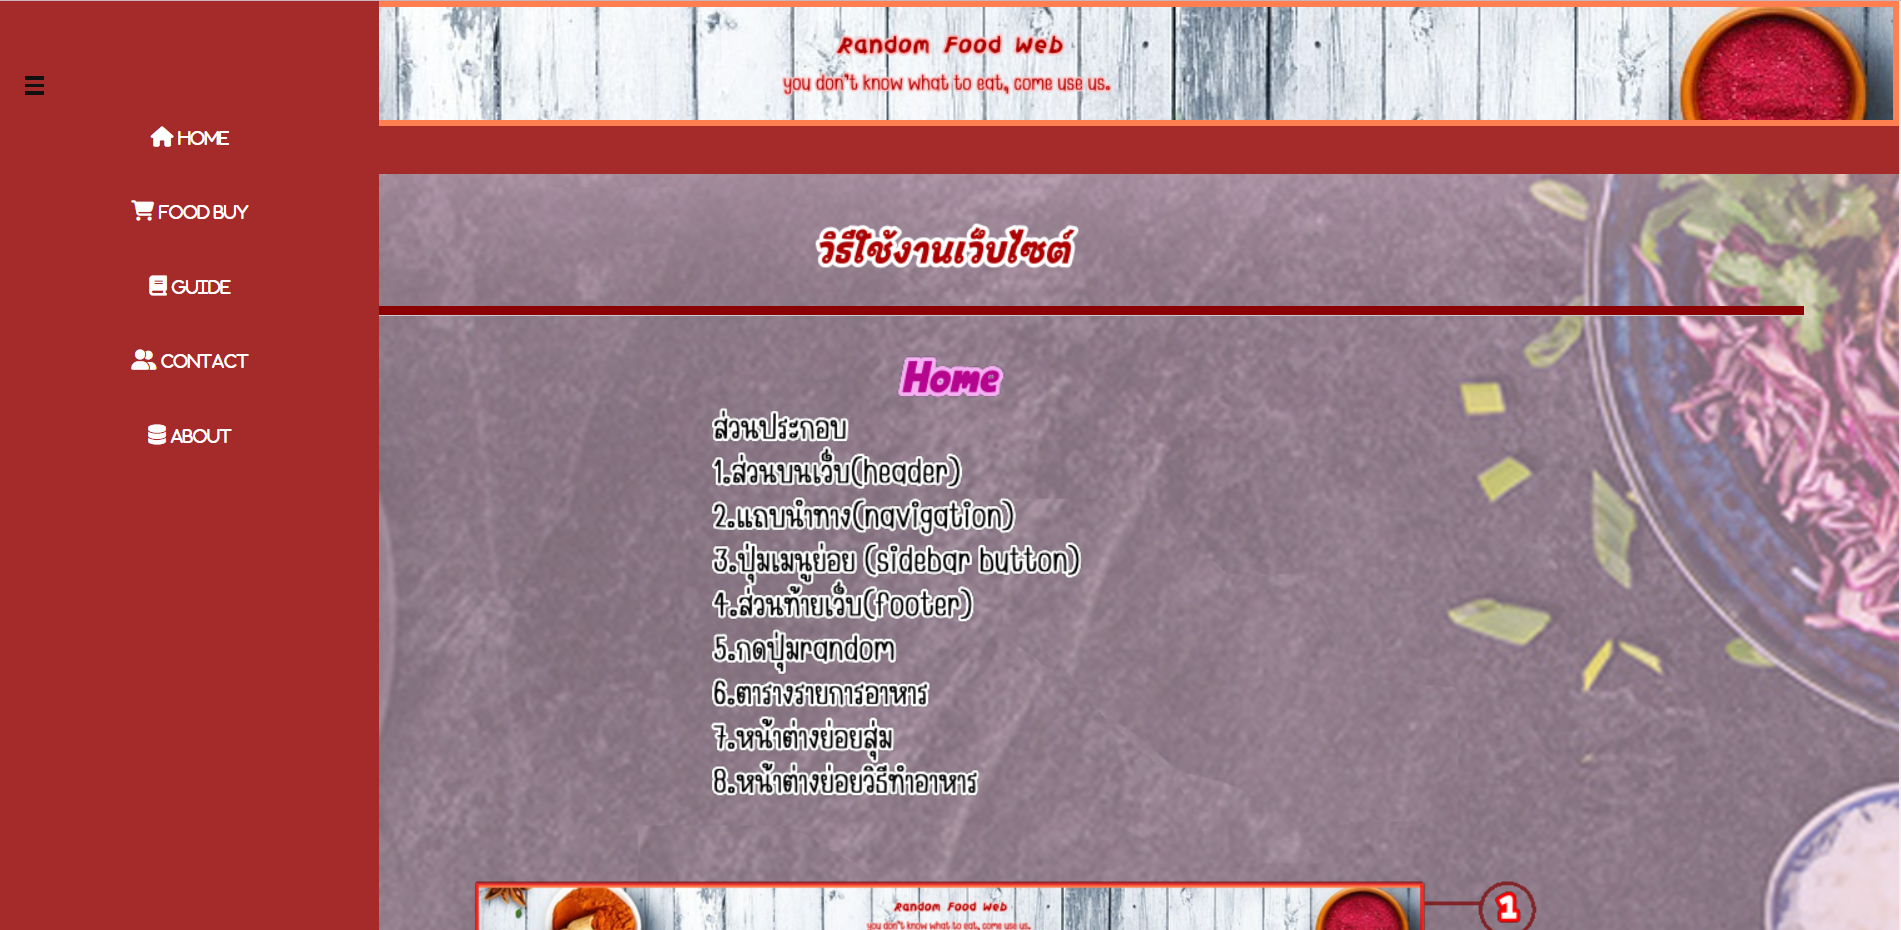 Random Food Web
you don't know what to eat, come use us.
HOME
FOOD BUY
GUIDE
CONTACT
ABOUT
วิธีใช้งานเว็บไซต์
Home
ส่วนประกอบ
1.ส่วนบนเว็บ(header)
2.แถบนำทาง(navigation)
3.ปุ่มเมนูย่อย (sidebar button)
4.ส่วนท้ายเว็บ(footer)
5.กดปุ่มrandom
6.ตารางรายการอาหาร
7.หน้าต่างย่อยสุ่ม
8.หน้าต่างย่อยวิธีทำอาหาร
Random Food Web
you don't know what to eat, come use us.
1